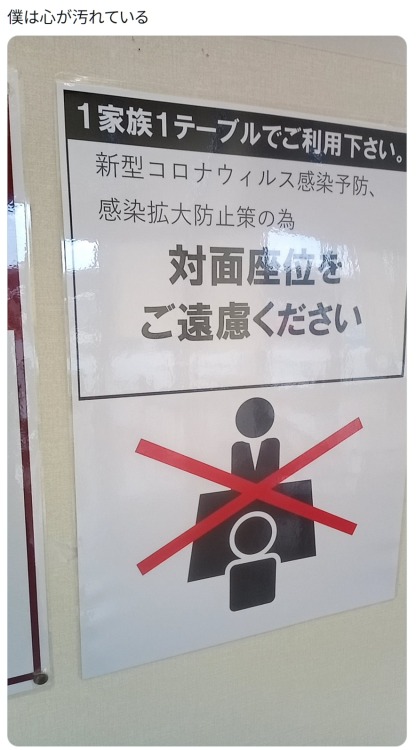 僕は心が汚れている
1家族1テーブルでご利用下さい。
新型コロナウィルス感染予防、
感染拡大防止策の為
対面座位を
ご遠慮ください